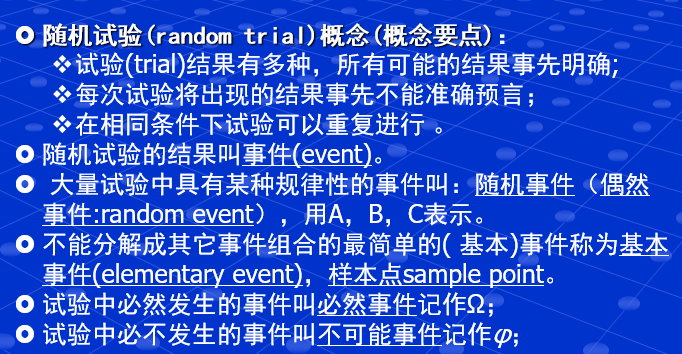 随机试验(random trial)概念(概念要点)：
❖试验(trial)结果有多种，所有可能的结果事先明确;
❖每次试验将出现的结果事先不能准确预言；
❖在相同条件下试验可以重复进行 。
随机试验的结果叫事件(event)。
大量试验中具有某种规律性的事件叫：随机事件（偶然
事件:random event），用A，B，C表示。
不能分解成其它事件组合的最简单的( 基本)事件称为基本
事件(elementary event)，样本点sample point。
试验中必然发生的事件叫必然事件记作Ω；
试验中必不发生的事件叫不可能事件记作φ；